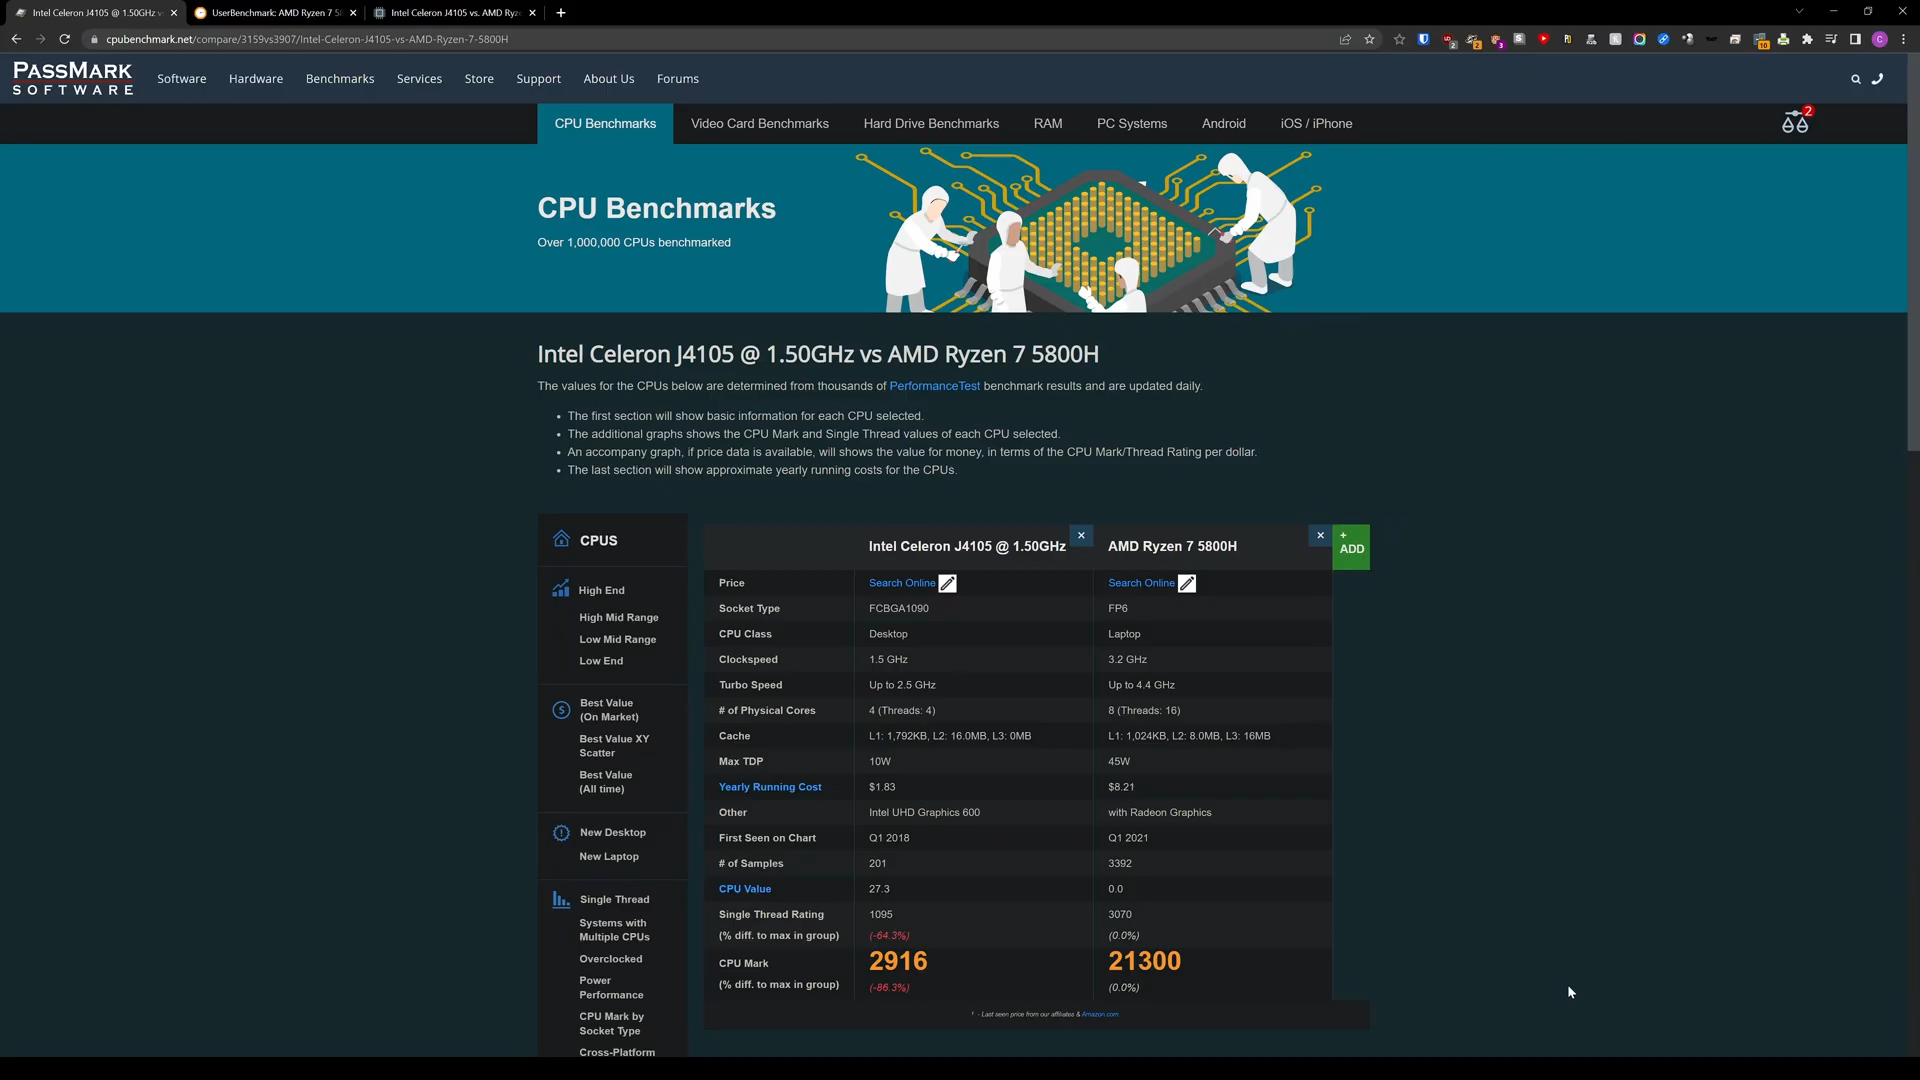 Intel Celeron J4105 @ 1.50GHz v
UserBenchmark: AMD Ryzen 7 5
Intel Celeron J4105 vs. AMD Ryz
cpubenchmark.net/compare/3159vs3907/Intel-Celeron-J4105-vs-AMD-Ryzen-7-5800H
PASSMARK
SOFTWARE
Software
Hardware
Benchmarks
Services
Store
Support
About Us
Forums
CPU Benchmarks
Video Card Benchmarks
Hard Drive Benchmarks
RAM
PC Systems
Android
iOS / iPhone
2
CPU Benchmarks
Over 1,000,000 CPUs benchmarked
Intel Celeron J4105 @ 1.50GHz vs AMD Ryzen 7 5800H
The values for the CPUs below are determined from thousands of PerformanceTest benchmark results and are updated daily.
• The first section will show basic information for each CPU selected.
• The additional graphs shows the CPU Mark and Single Thread values of each CPU selected.
• An accompany graph, if price data is available, will shows the value for money, in terms of the CPU Mark/Thread Rating per dollar.
• The last section will show approximate yearly running costs for the CPUs.
CPUS
High End
High Mid Range
Low Mid Range
Low End
Best Value
(On Market)
Best Value XY
Scatter
Best Value
(All time)
New Desktop
New Laptop
Single Thread
Systems with
Multiple CPUs
Overclocked
Power
Performance
CPU Mark by
Socket Type
Cross-Platform
Intel Celeron J4105 @ 1.50GHz
AMD Ryzen 7 5800H
+
ADD
Price Search Online Search Online
Socket Type FCBGA1090 FP6
CPU Class Desktop Laptop
Clockspeed 1.5 GHz 3.2 GHz
Turbo Speed Up to 2.5 GHz Up to 4.4 GHz
# of Physical Cores 4 (Threads: 4) 8 (Threads: 16)
Cache L1: 1,792KB, L2: 16.0MB, L3: 0MB L1: 1,024KB, L2: 8.0MB, L3: 16MB
Max TDP 10W 45W
Yearly Running Cost $1.83 $8.21
Other Intel UHD Graphics 600 with Radeon Graphics
First Seen on Chart Q1 2018 Q1 2021
# of Samples 201 3392
CPU Value 27.3 0.0
Single Thread Rating 1095 3070
(% diff. to max in group) (-64.3%) (0.0%)
CPU Mark 2916 21300
(% diff. to max in group) (-86.3%) (0.0%)
¹ - Last seen price from our affiliates & Amazon.com.